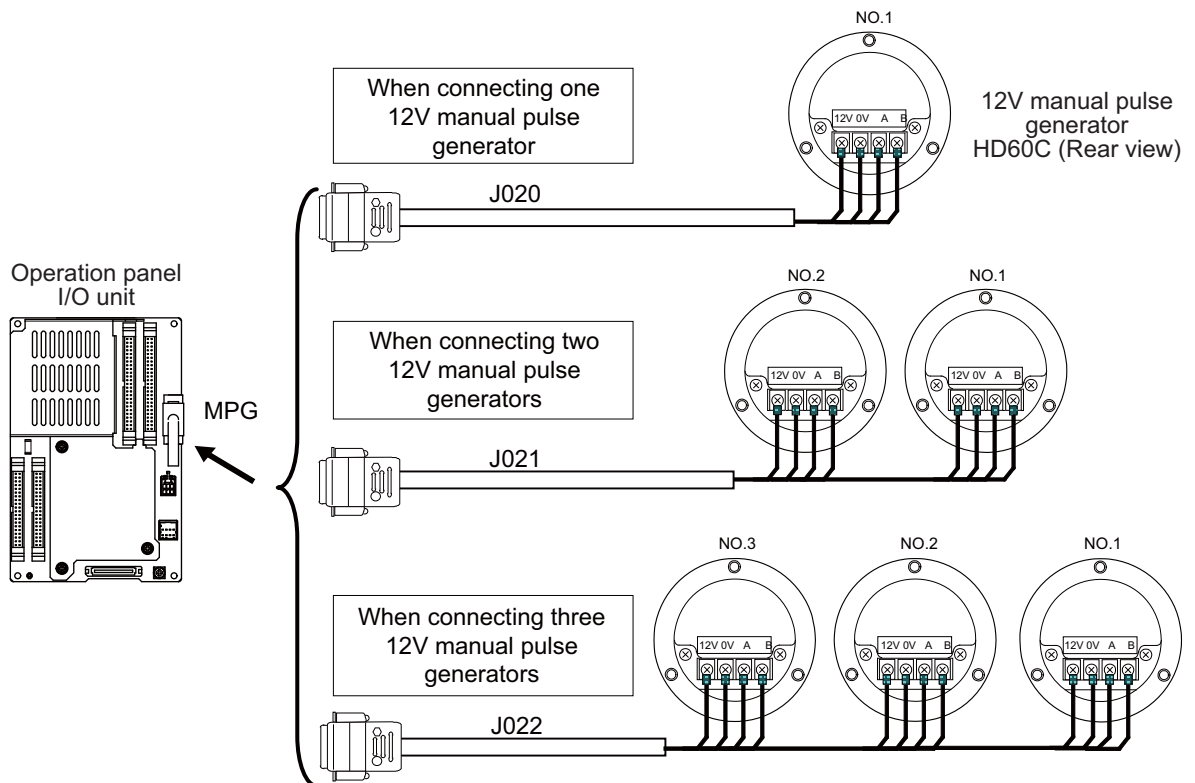 NO.1
When connecting one
12V manual pulse
generator
12V 0V A B
12V manual pulse
generator
HD60C (Rear view)
J020
Operation panel
I/O unit
MPG
NO.2
NO.1
When connecting two
12V manual pulse
generators
12V 0V A B
12V 0V A B
J021
NO.3
NO.2
NO.1
When connecting three
12V manual pulse
generators
12V 0V A B
12V 0V A B
12V 0V A B
J022